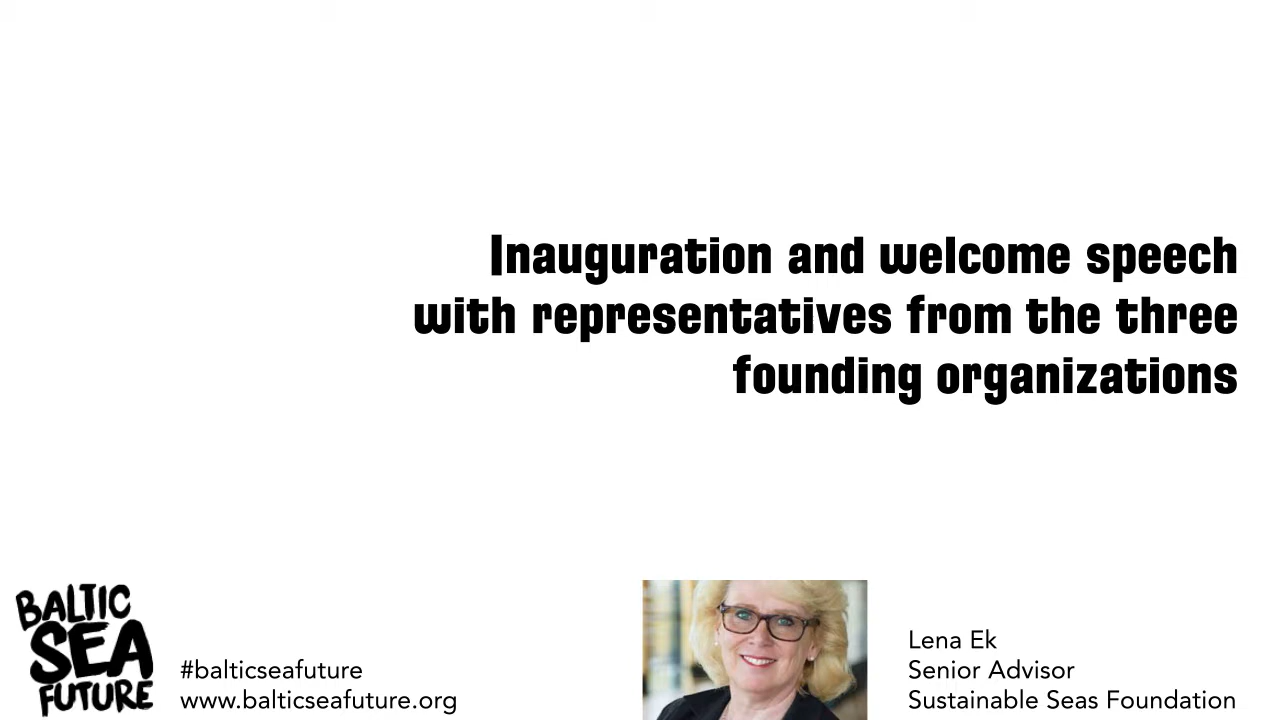 Inauguration and welcome speech
with representatives from the three
founding organizations
BALTIC
SEA
FUTURE
#balticseafuture
www.balticseafuture.org
Lena Ek
Senior Advisor
Sustainable Seas Foundation